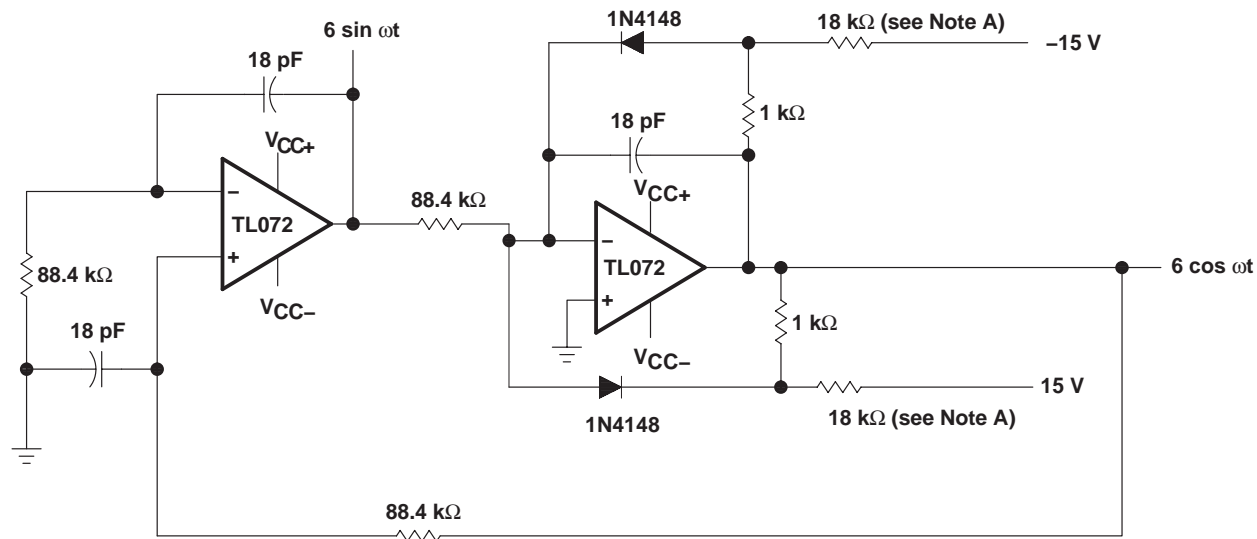 1N4148
18 kΩ (see Note A)
–15 V
6 sin ωt
18 pF
1 kΩ
18 pF
VCC+
VCC+
88.4 kΩ
–
TL072
+
–
TL072
+
6 cos ωt
88.4 kΩ
VCC–
18 pF
1 kΩ
VCC–
15 V
1N4148
18 kΩ (see Note A)
88.4 kΩ